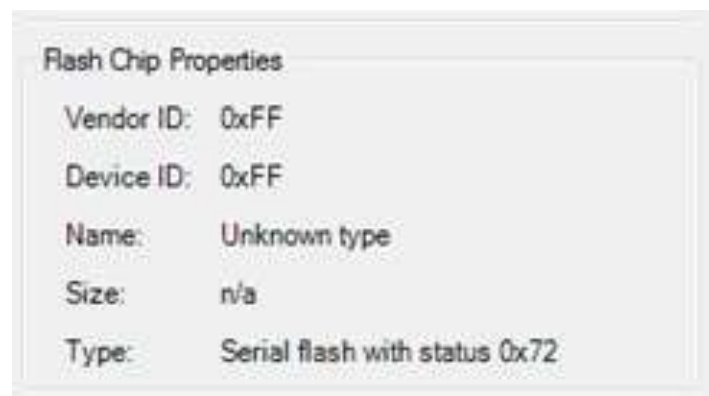 Flash Chip Properties
Vendor ID: 0xFF
Device ID: 0xFF
Name: Unknown type
Size: n/a
Type: Serial flash with status 0x72